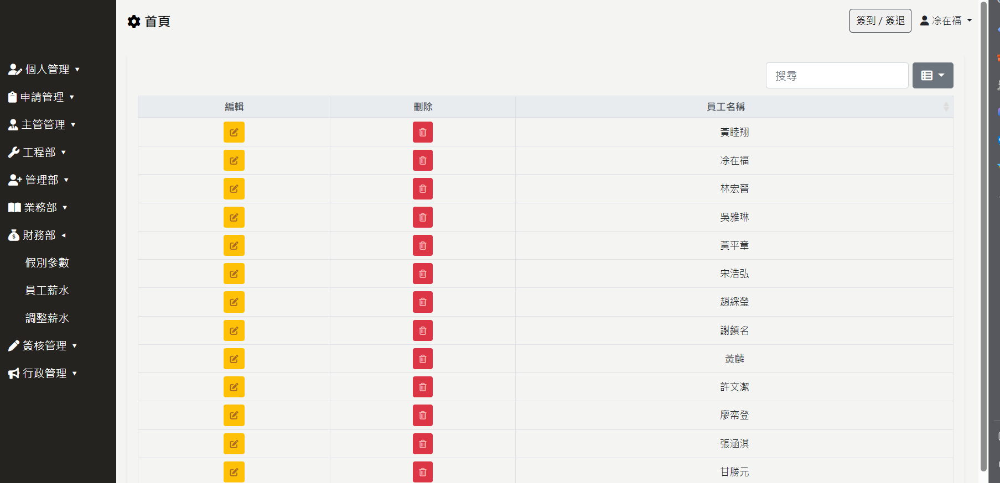 首頁
簽到 / 簽退
凃在福
個人管理
申請管理
主管管理
工程部
管理部
業務部
財務部
假別參數
員工薪水
調整薪水
簽核管理
行政管理
搜尋
編輯 刪除 員工名稱
黃睦翔
凃在福
林宏晉
吳雅琳
黃平章
宋浩弘
趙綵瑩
謝鎮名
黃麟
許文潔
張涵淇
甘勝元